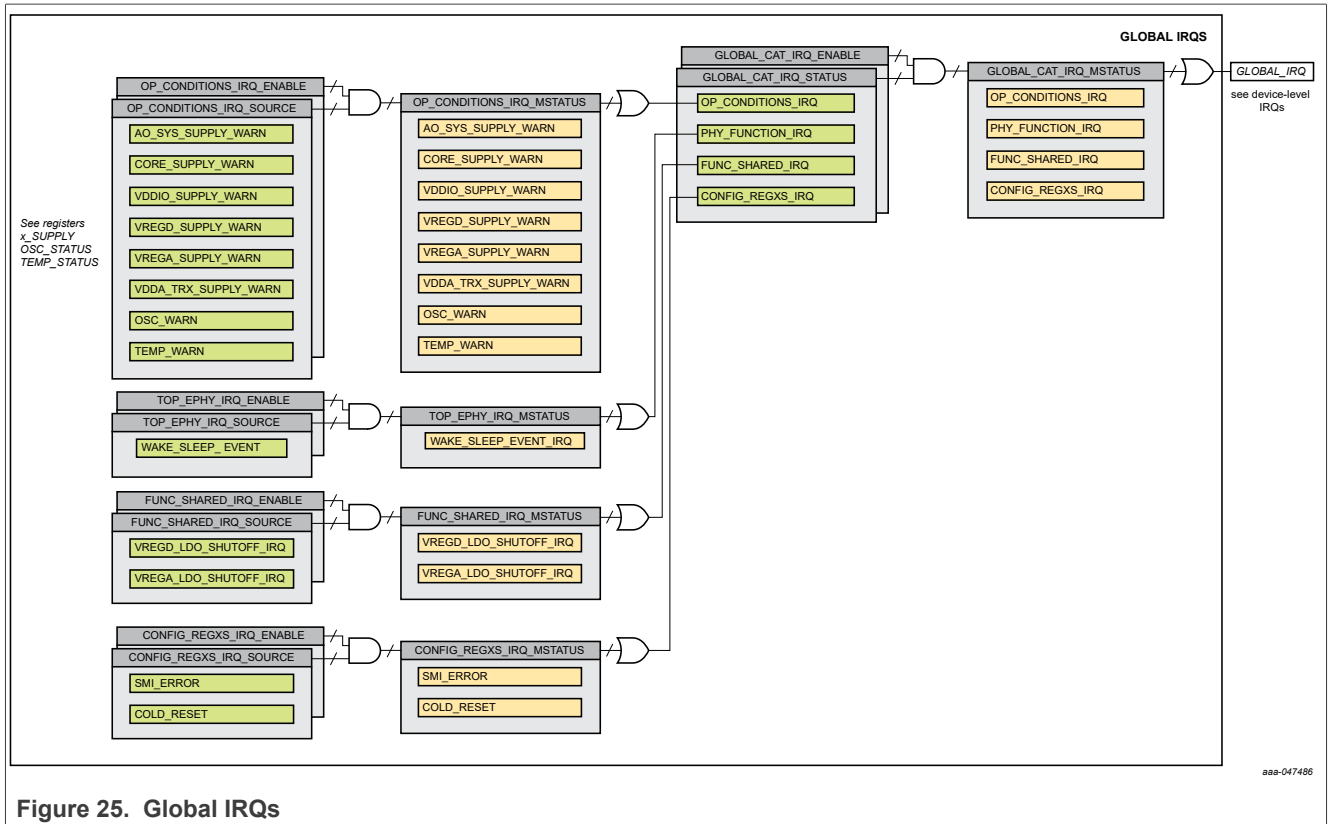 GLOBAL IRQS
OP_CONDITIONS_IRQ_ENABLE
OP_CONDITIONS_IRQ_SOURCE
AO_SYS_SUPPLY_WARN
CORE_SUPPLY_WARN
VDDIO_SUPPLY_WARN
VREGD_SUPPLY_WARN
VREGA_SUPPLY_WARN
VDDA_TRX_SUPPLY_WARN
OSC_WARN
TEMP_WARN
See registers
x_SUPPLY
OSC_STATUS
TEMP_STATUS
OP_CONDITIONS_IRQ_MSTATUS
AO_SYS_SUPPLY_WARN
CORE_SUPPLY_WARN
VDDIO_SUPPLY_WARN
VREGD_SUPPLY_WARN
VREGA_SUPPLY_WARN
VDDA_TRX_SUPPLY_WARN
OSC_WARN
TEMP_WARN
GLOBAL_CAT_IRQ_ENABLE
GLOBAL_CAT_IRQ_STATUS
OP_CONDITIONS_IRQ
PHY_FUNCTION_IRQ
FUNC_SHARED_IRQ
CONFIG_REGXS_IRQ
GLOBAL_CAT_IRQ_MSTATUS
OP_CONDITIONS_IRQ
PHY_FUNCTION_IRQ
FUNC_SHARED_IRQ
CONFIG_REGXS_IRQ
GLOBAL_IRQ
see device-level
IRQs
TOP_EPHY_IRQ_ENABLE
TOP_EPHY_IRQ_SOURCE
WAKE_SLEEP_ EVENT
TOP_EPHY_IRQ_MSTATUS
WAKE_SLEEP_EVENT_IRQ
FUNC_SHARED_IRQ_ENABLE
FUNC_SHARED_IRQ_SOURCE
VREGD_LDO_SHUTOFF_IRQ
VREGA_LDO_SHUTOFF_IRQ
FUNC_SHARED_IRQ_MSTATUS
VREGD_LDO_SHUTOFF_IRQ
VREGA_LDO_SHUTOFF_IRQ
CONFIG_REGXS_IRQ_ENABLE
CONFIG_REGXS_IRQ_SOURCE
SMI_ERROR
COLD_RESET
CONFIG_REGXS_IRQ_MSTATUS
SMI_ERROR
COLD_RESET
aaa-047486
Figure 25. Global IRQs